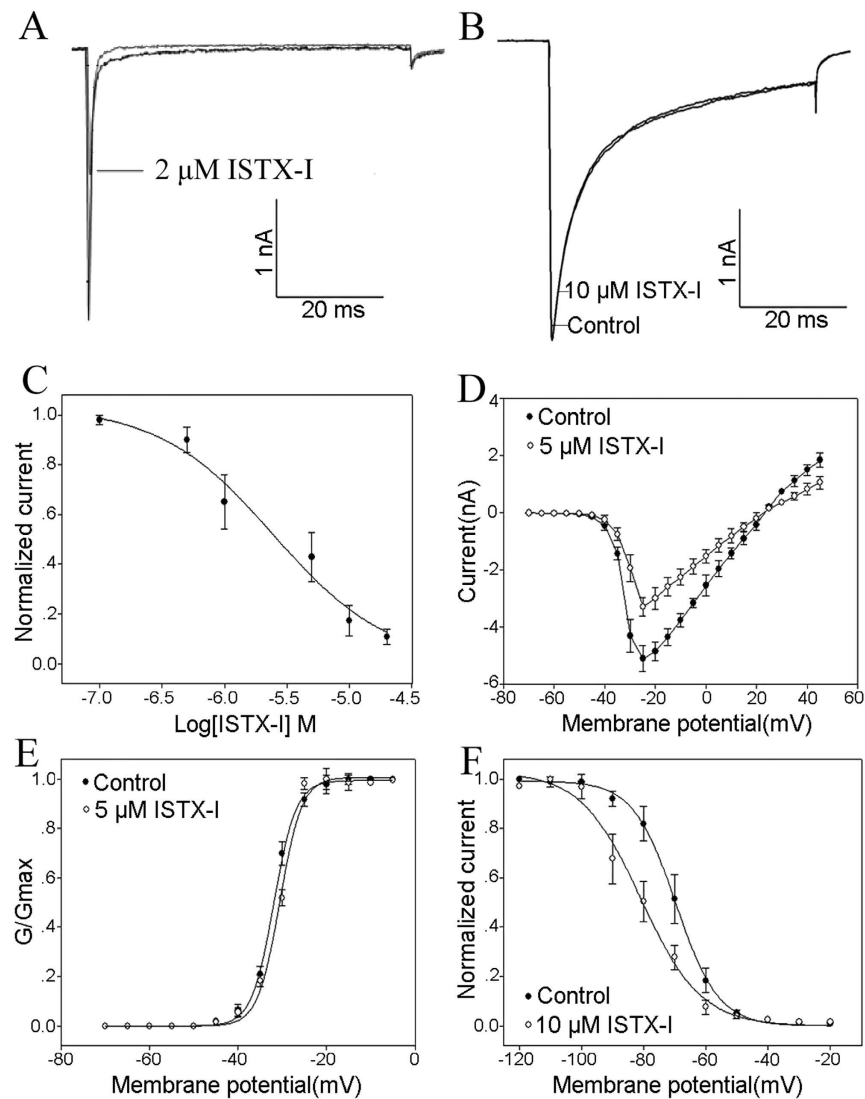 A
2 μM ISTX-I
1 nA
20 ms
B
10 μM ISTX-I
Control
1 nA
20 ms
C
Normalized current
1.0
.8
.6
.4
.2
0.0
-7.0
-6.0
-5.5
-5.0
-4.5
Log[ISTX-I] M
D
Control
5 μM ISTX-I
Current(nA)
4
2
0
-2
-4
-6
-80
-60
-40
-20
0
20
40
60
Membrane potential(mV)
E
Control
5 μM ISTX-I
G/Gmax
1.0
.8
.6
.4
.2
0.0
-80
-60
-40
-20
0
Membrane potential(mV)
F
Control
10 μM ISTX-I
Normalized current
1.0
.8
.6
.4
.2
0.0
-120
-100
-80
-60
-40
-20
Membrane potential(mV)